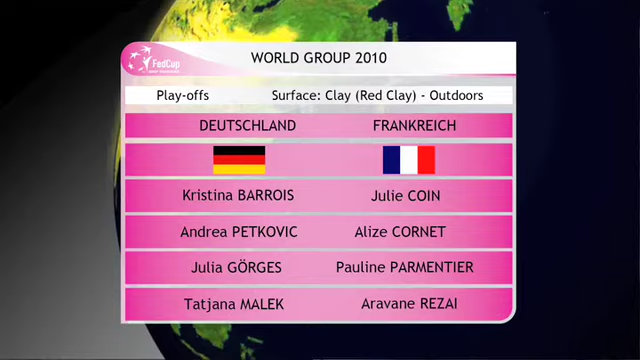 FedCup
WORLD GROUP 2010
Play-offs Surface: Clay (Red Clay) - Outdoors
DEUTSCHLAND FRANKREICH
Kristina BARROIS Julie COIN
Andrea PETKOVIC Alize CORNET
Julia GÖRGES Pauline PARMENTIER
Tatjana MALEK Aravane REZAI